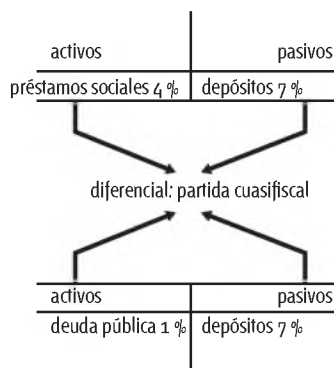 activos pasivos
préstamos sociales 4 % depósitos 7 %
diferencial: partida cuasifiscal
activos pasivos
deuda pública 1 % depósitos 7 %